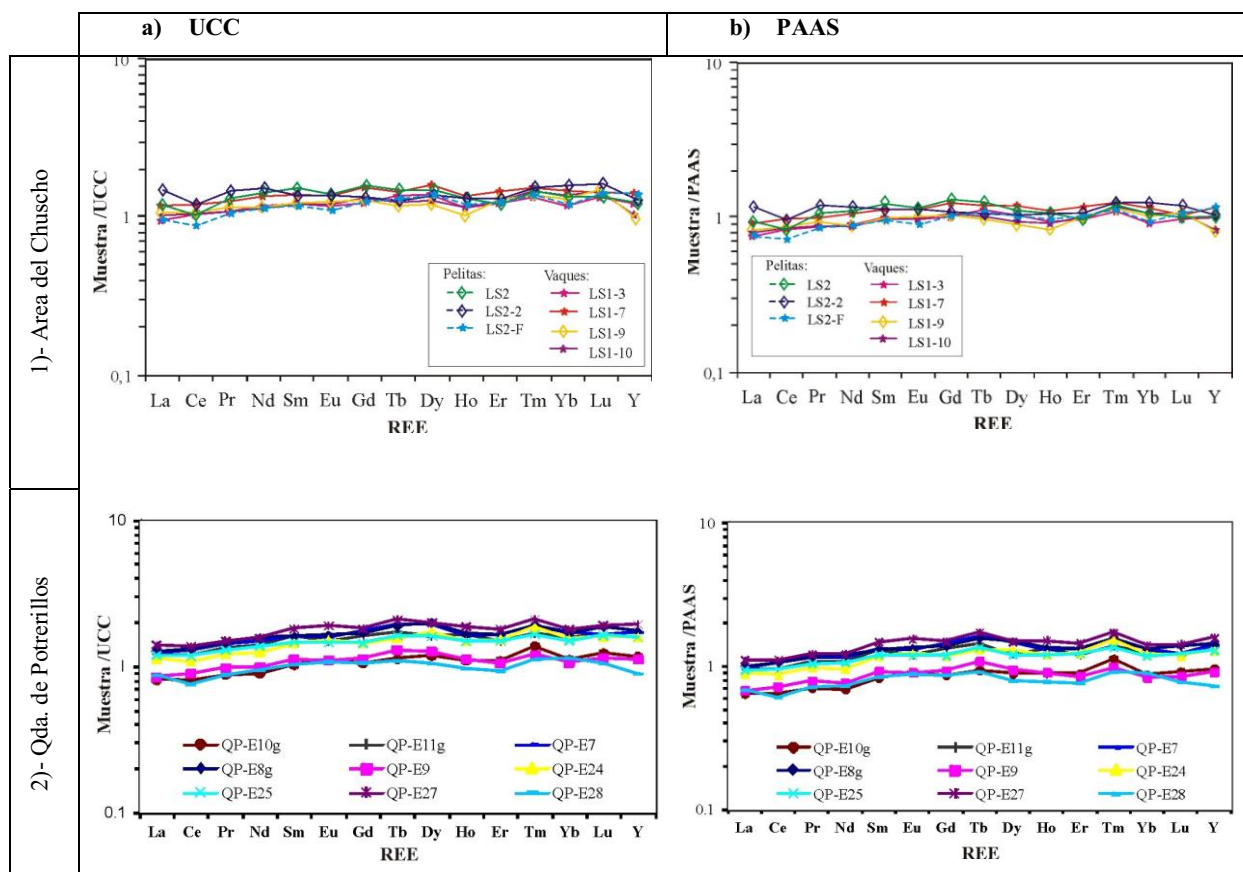 a) UCC
b) PAAS
1)- Area del Chuscho
Muestra /UCC
10
1
0,1
La Ce Pr Nd Sm Eu Gd Tb Dy Ho Er Tm Yb Lu Y
REE
Pelitas:
LS2
LS2-2
LS2-F
Vaques:
LS1-3
LS1-7
LS1-9
LS1-10
Muestra /PAAS
10
1
0,1
La Ce Pr Nd Sm Eu Gd Tb Dy Ho Er Tm Yb Lu Y
REE
Pelitas:
LS2
LS2-2
LS2-F
Vaques:
LS1-3
LS1-7
LS1-9
LS1-10
2)- Qda. de Potrerillos
Muestra /UCC
10
1
0.1
QP-E10g QP-E11g QP-E7
QP-E8g QP-E9 QP-E24
QP-E25 QP-E27 QP-E28
La Ce Pr Nd Sm Eu Gd Tb Dy Ho Er Tm Yb Lu Y
REE
Muestra /PAAS
10
1
0.1
QP-E10g QP-E11g QP-E7
QP-E8g QP-E9 QP-E24
QP-E25 QP-E27 QP-E28
La Ce Pr Nd Sm Eu Gd Tb Dy Ho Er Tm Yb Lu Y
REE